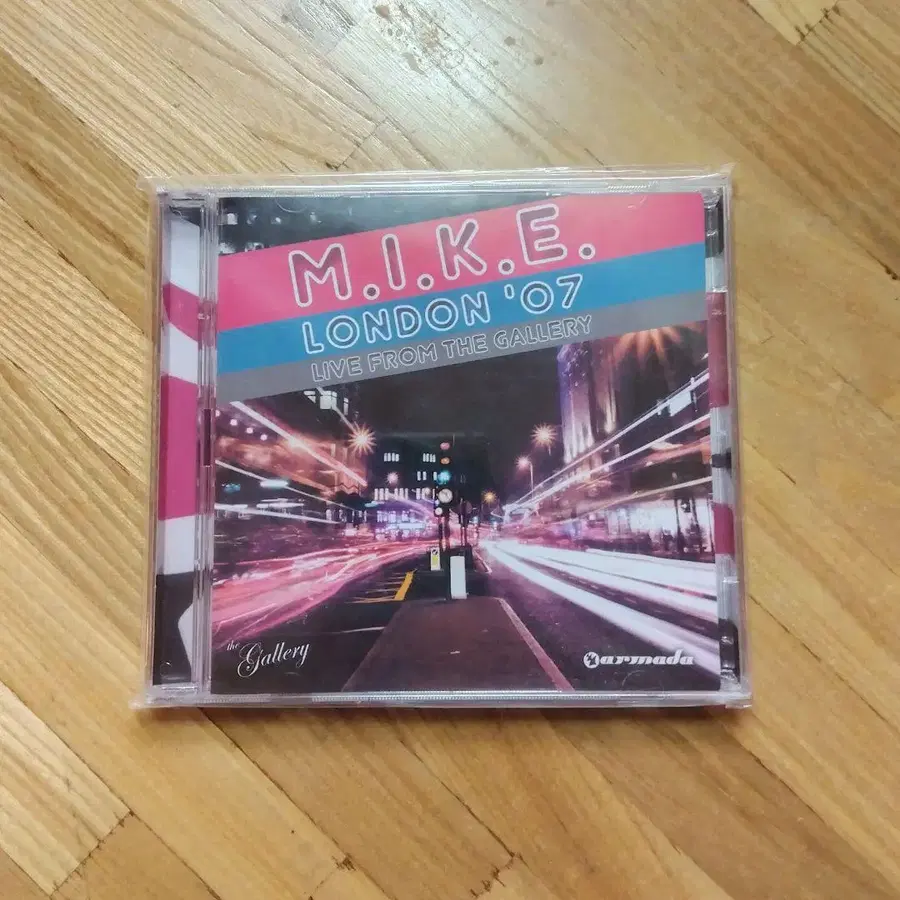 M.I.K.E.
LONDON '07
LIVE FROM THE GALLERY
the Gallery
armada